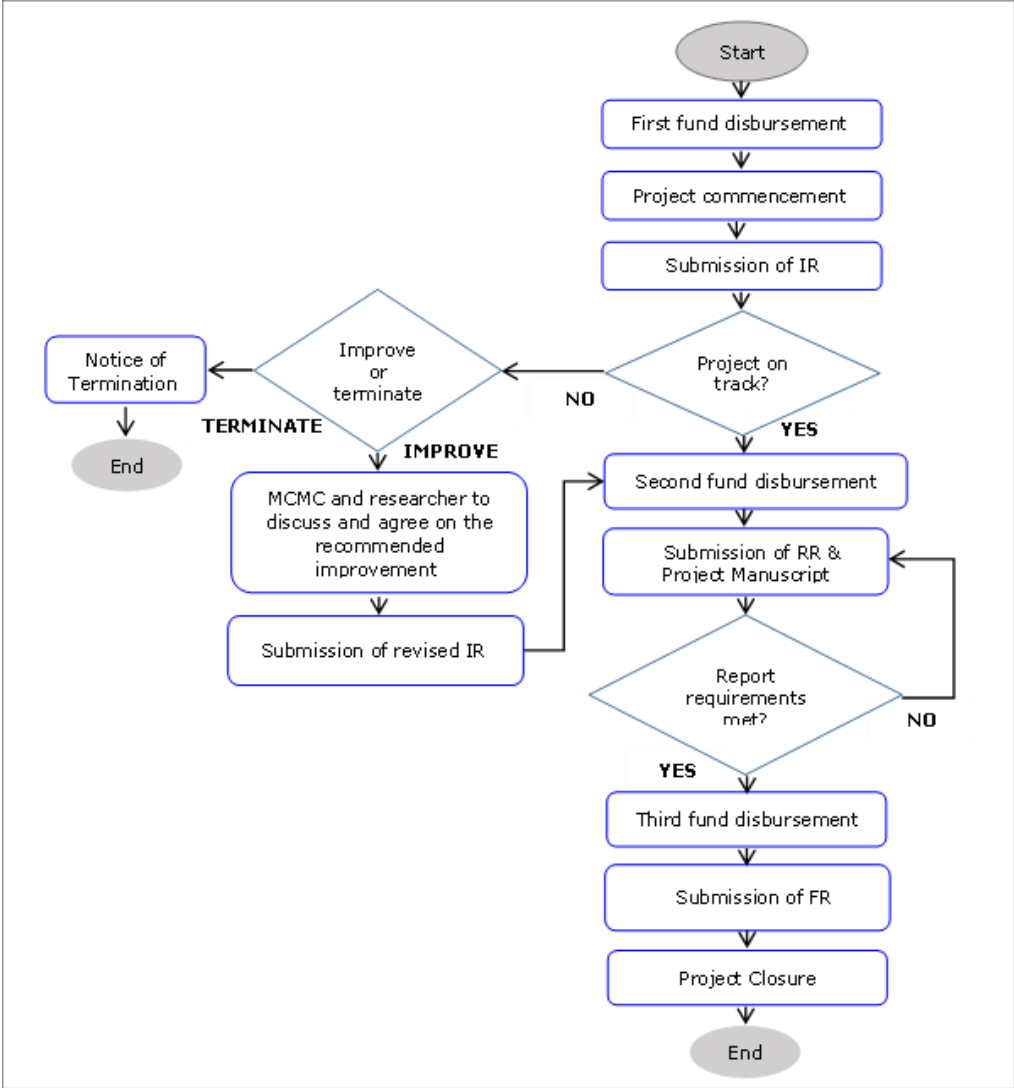 Start
First fund disbursement
Project commencement
Submission of IR
Project on
track?
NO
YES
Improve
or
terminate
TERMINATE
IMPROVE
Notice of
Termination
End
MCMC and researcher to
discuss and agree on the
recommended
improvement
Submission of revised IR
Second fund disbursement
Submission of RR &
Project Manuscript
Report
requirements
met?
NO
YES
Third fund disbursement
Submission of FR
Project Closure
End